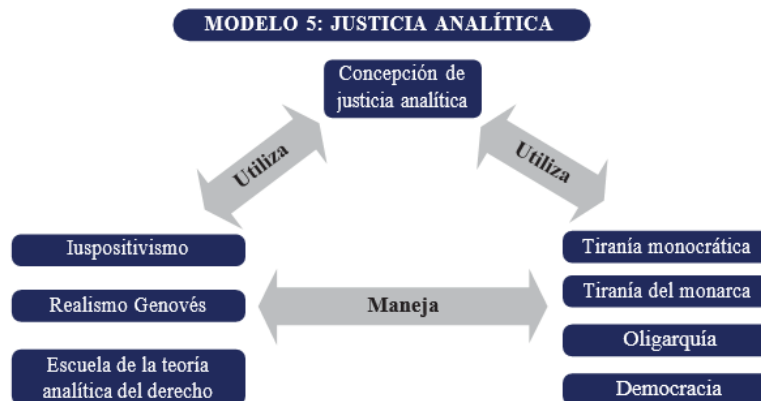 MODELO 5: JUSTICIA ANALÍTICA
Concepción de
justicia analítica
Utiliza
Utiliza
Iuspositivismo
Realismo Genovés
Escuela de la teoría
analítica del derecho
Maneja
Tiranía monocrática
Tiranía del monarca
Oligarquía
Democracia